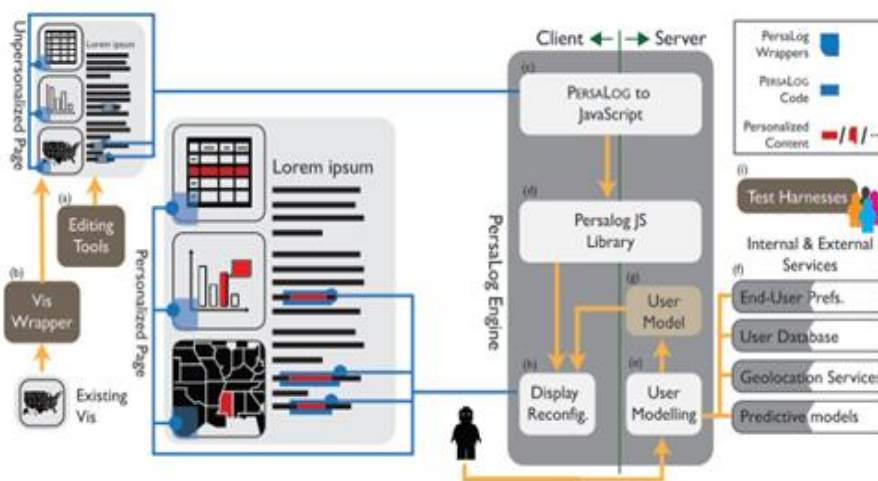 Unpersonalized Page
Lorem ipsum
(a)
Editing
Tools
(b)
Vis
Wrapper
Existing
Vis
Personalized Page
Lorem ipsum
PersaLog Engine
Client
Server
(c)
PERSALOG to
JavaScript
(d)
Persalog JS
Library
(g)
User
Model
(h)
Display
Reconfig.
(e)
User
Modelling
PersaLog
Wrappers
PERSALOG
Code
Personalized
Content
/ / ...
(i)
Test Harnesses
Internal & External
Services
(f)
End-User Prefs.
User Database
Geolocation Services
Predictive models